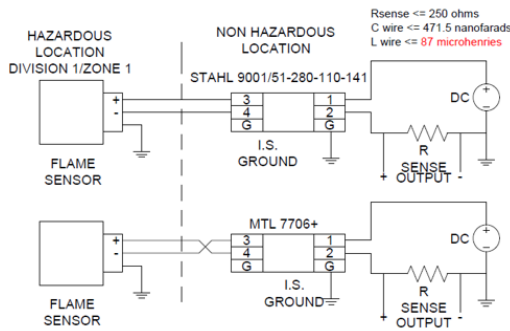 Rsense <= 250 ohms
C wire <= 471.5 nanofarads
L wire <= 87 microhenries
HAZARDOUS
LOCATION
DIVISION 1/ZONE 1
NON HAZARDOUS
LOCATION
STAHL 9001/51-280-110-141
+
-
3
4
G
1
2
G
DC
+
-
I.S.
GROUND
R
SENSE
+ OUTPUT -
FLAME
SENSOR
MTL 7706+
+
-
3
4
G
1
2
G
DC
+
-
I.S.
GROUND
R
SENSE
+ OUTPUT -
FLAME
SENSOR